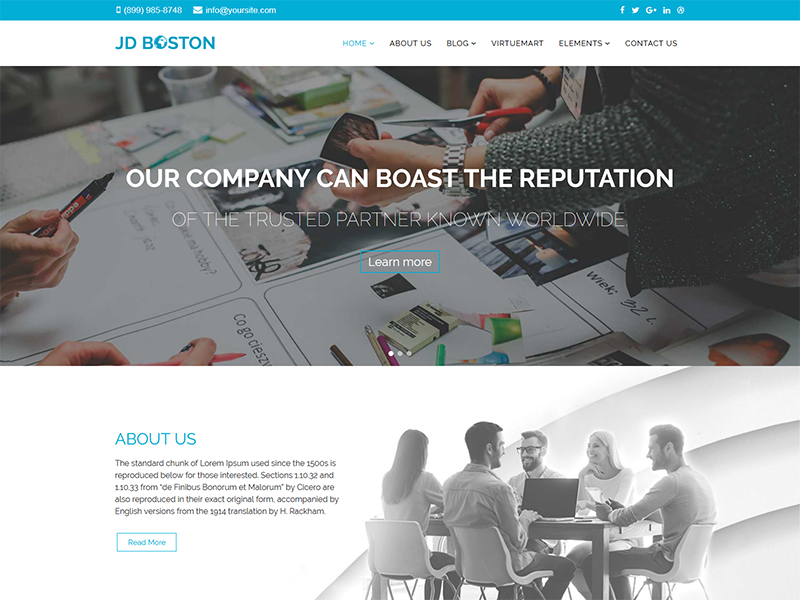 (899) 985-8748 info@yoursite.com
JD BOSTON
HOME ABOUT US BLOG VIRTUEMART ELEMENTS CONTACT US
OUR COMPANY CAN BOAST THE REPUTATION
OF THE TRUSTED PARTNER KNOWN WORLDWIDE.
Learn more
Co go cieszy
ABOUT US
The standard chunk of Lorem Ipsum used since the 1500s is
reproduced below for those interested. Sections 1.10.32 and
1.10.33 from "de Finibus Bonorum et Malorum" by Cicero are
also reproduced in their exact original form, accompanied by
English versions from the 1914 translation by H. Rackham.
Read More